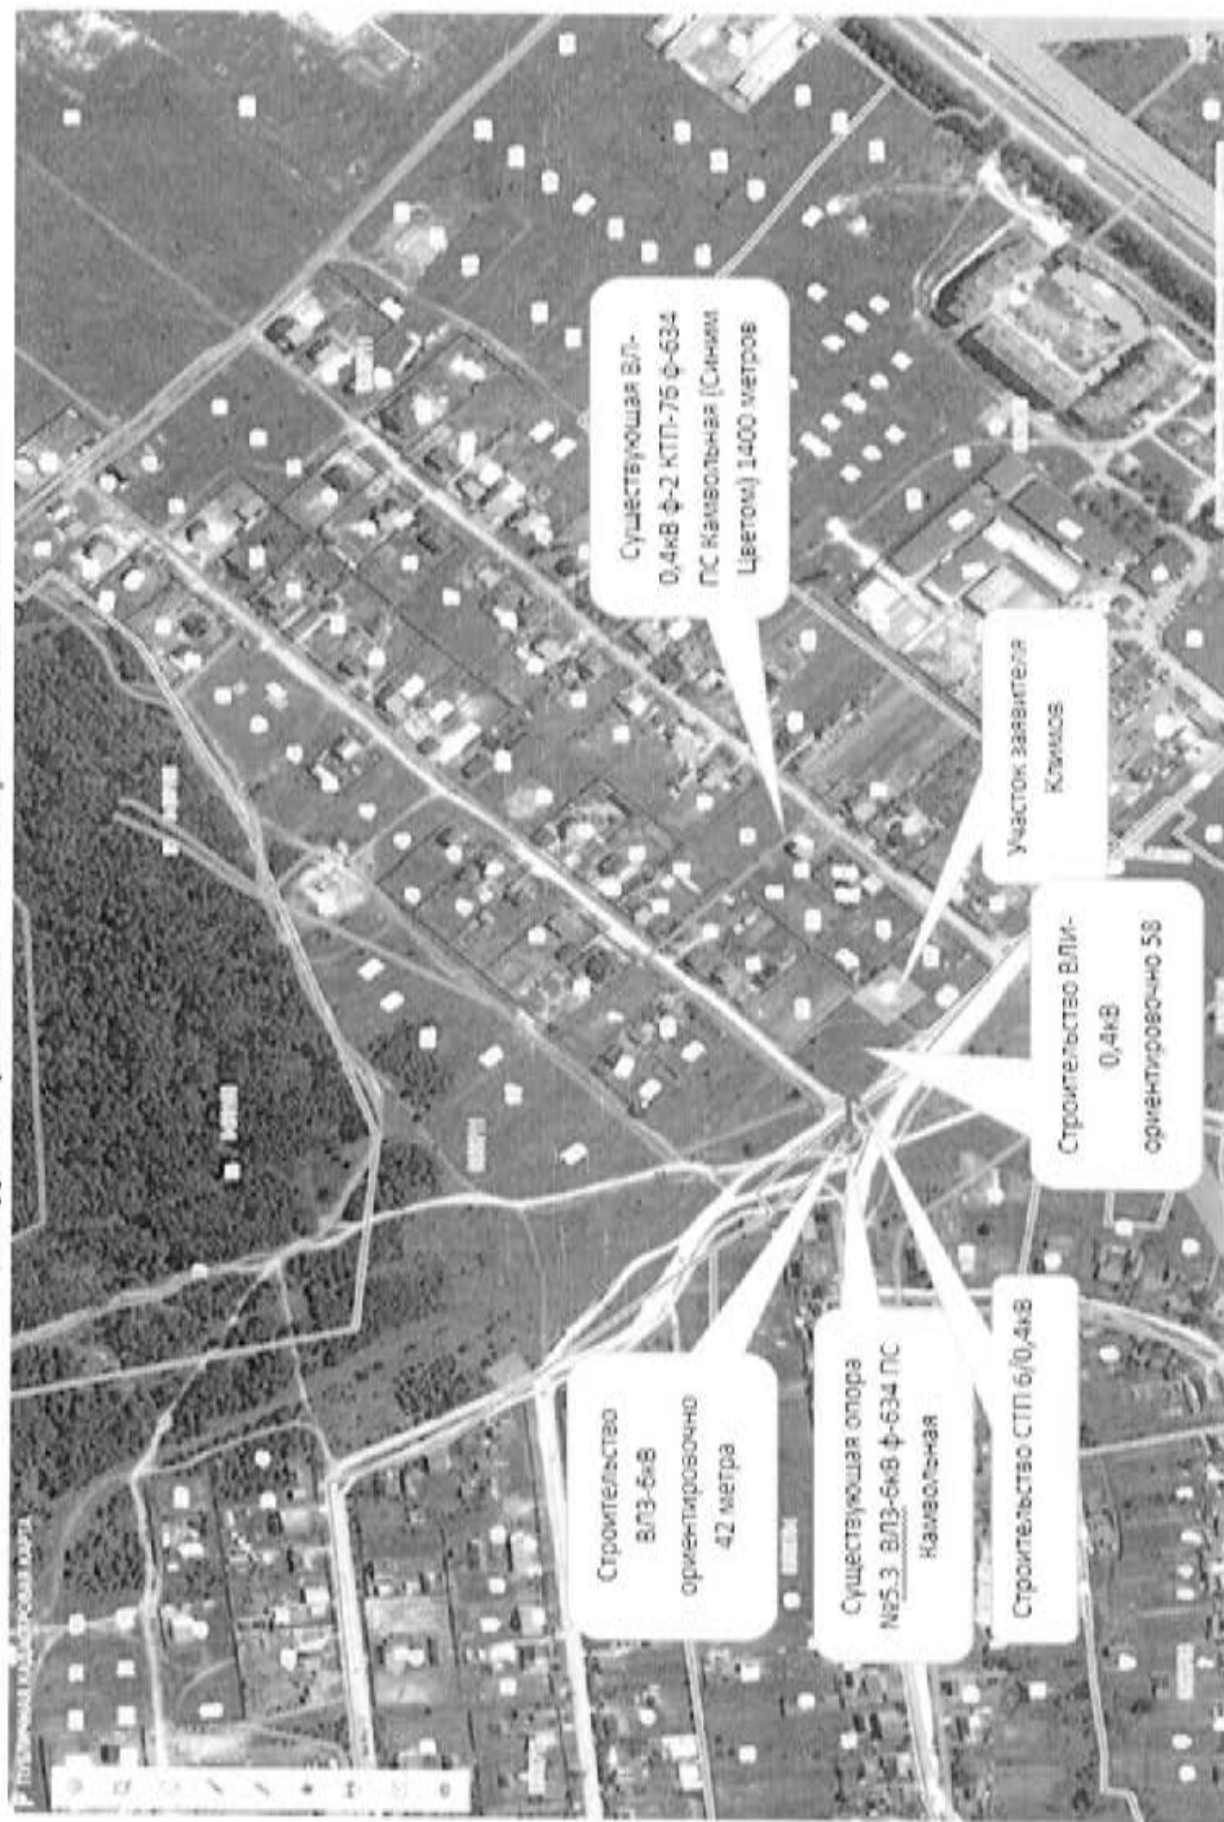 Существующая ВЛ-
0,4кВ ф-2 КТП-76 ф-634
ПС Камвольная (Синим
Цветом) 1400 метров
Участок заявителя
Климов
Строительство ВЛИ-
0,4кВ
ориентировочно 58
Строительство
ВЛЗ-6кВ
ориентировочно
42 метра
Существующая опора
№5.3 ВЛЗ-6кВ ф-634 ПС
Камвольная
Строительство СТП 6/0,4кВ